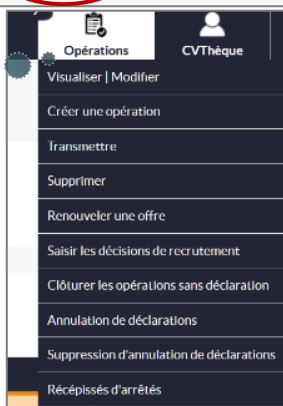 Opérations CVThèque
Visualiser | Modifier
Créer une opération
Transmettre
Supprimer
Renouveler une offre
Saisir les décisions de recrutement
Clôturer les opérations sans déclaration
Annulation de déclarations
Suppression d'annulation de déclarations
Récépissés d'arrêtés